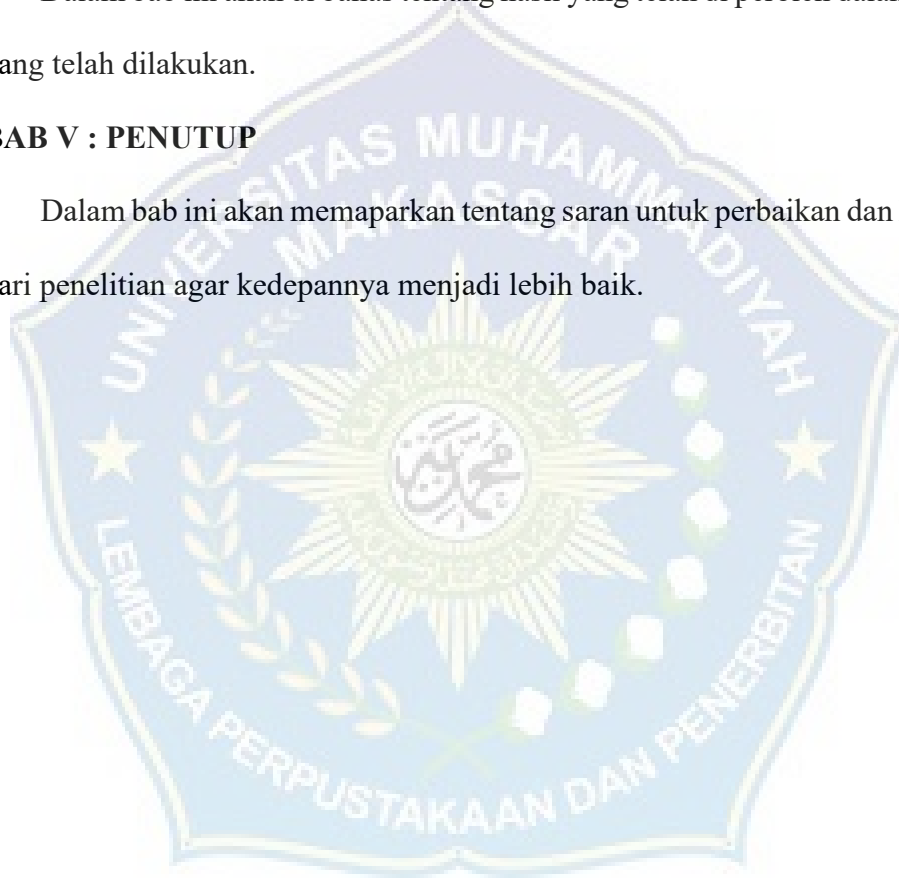 ang telah dilakukan.
BAB V : PENUTUP
Dalam bab ini akan memaparkan tentang saran untuk perbaikan dan
ari penelitian agar kedepannya menjadi lebih baik.
UNIVERSITAS MUHAMMADIYAH
MAKASSAR
محمد
LEMBAGA PERPUSTAKAAN DAN PENERBITAN